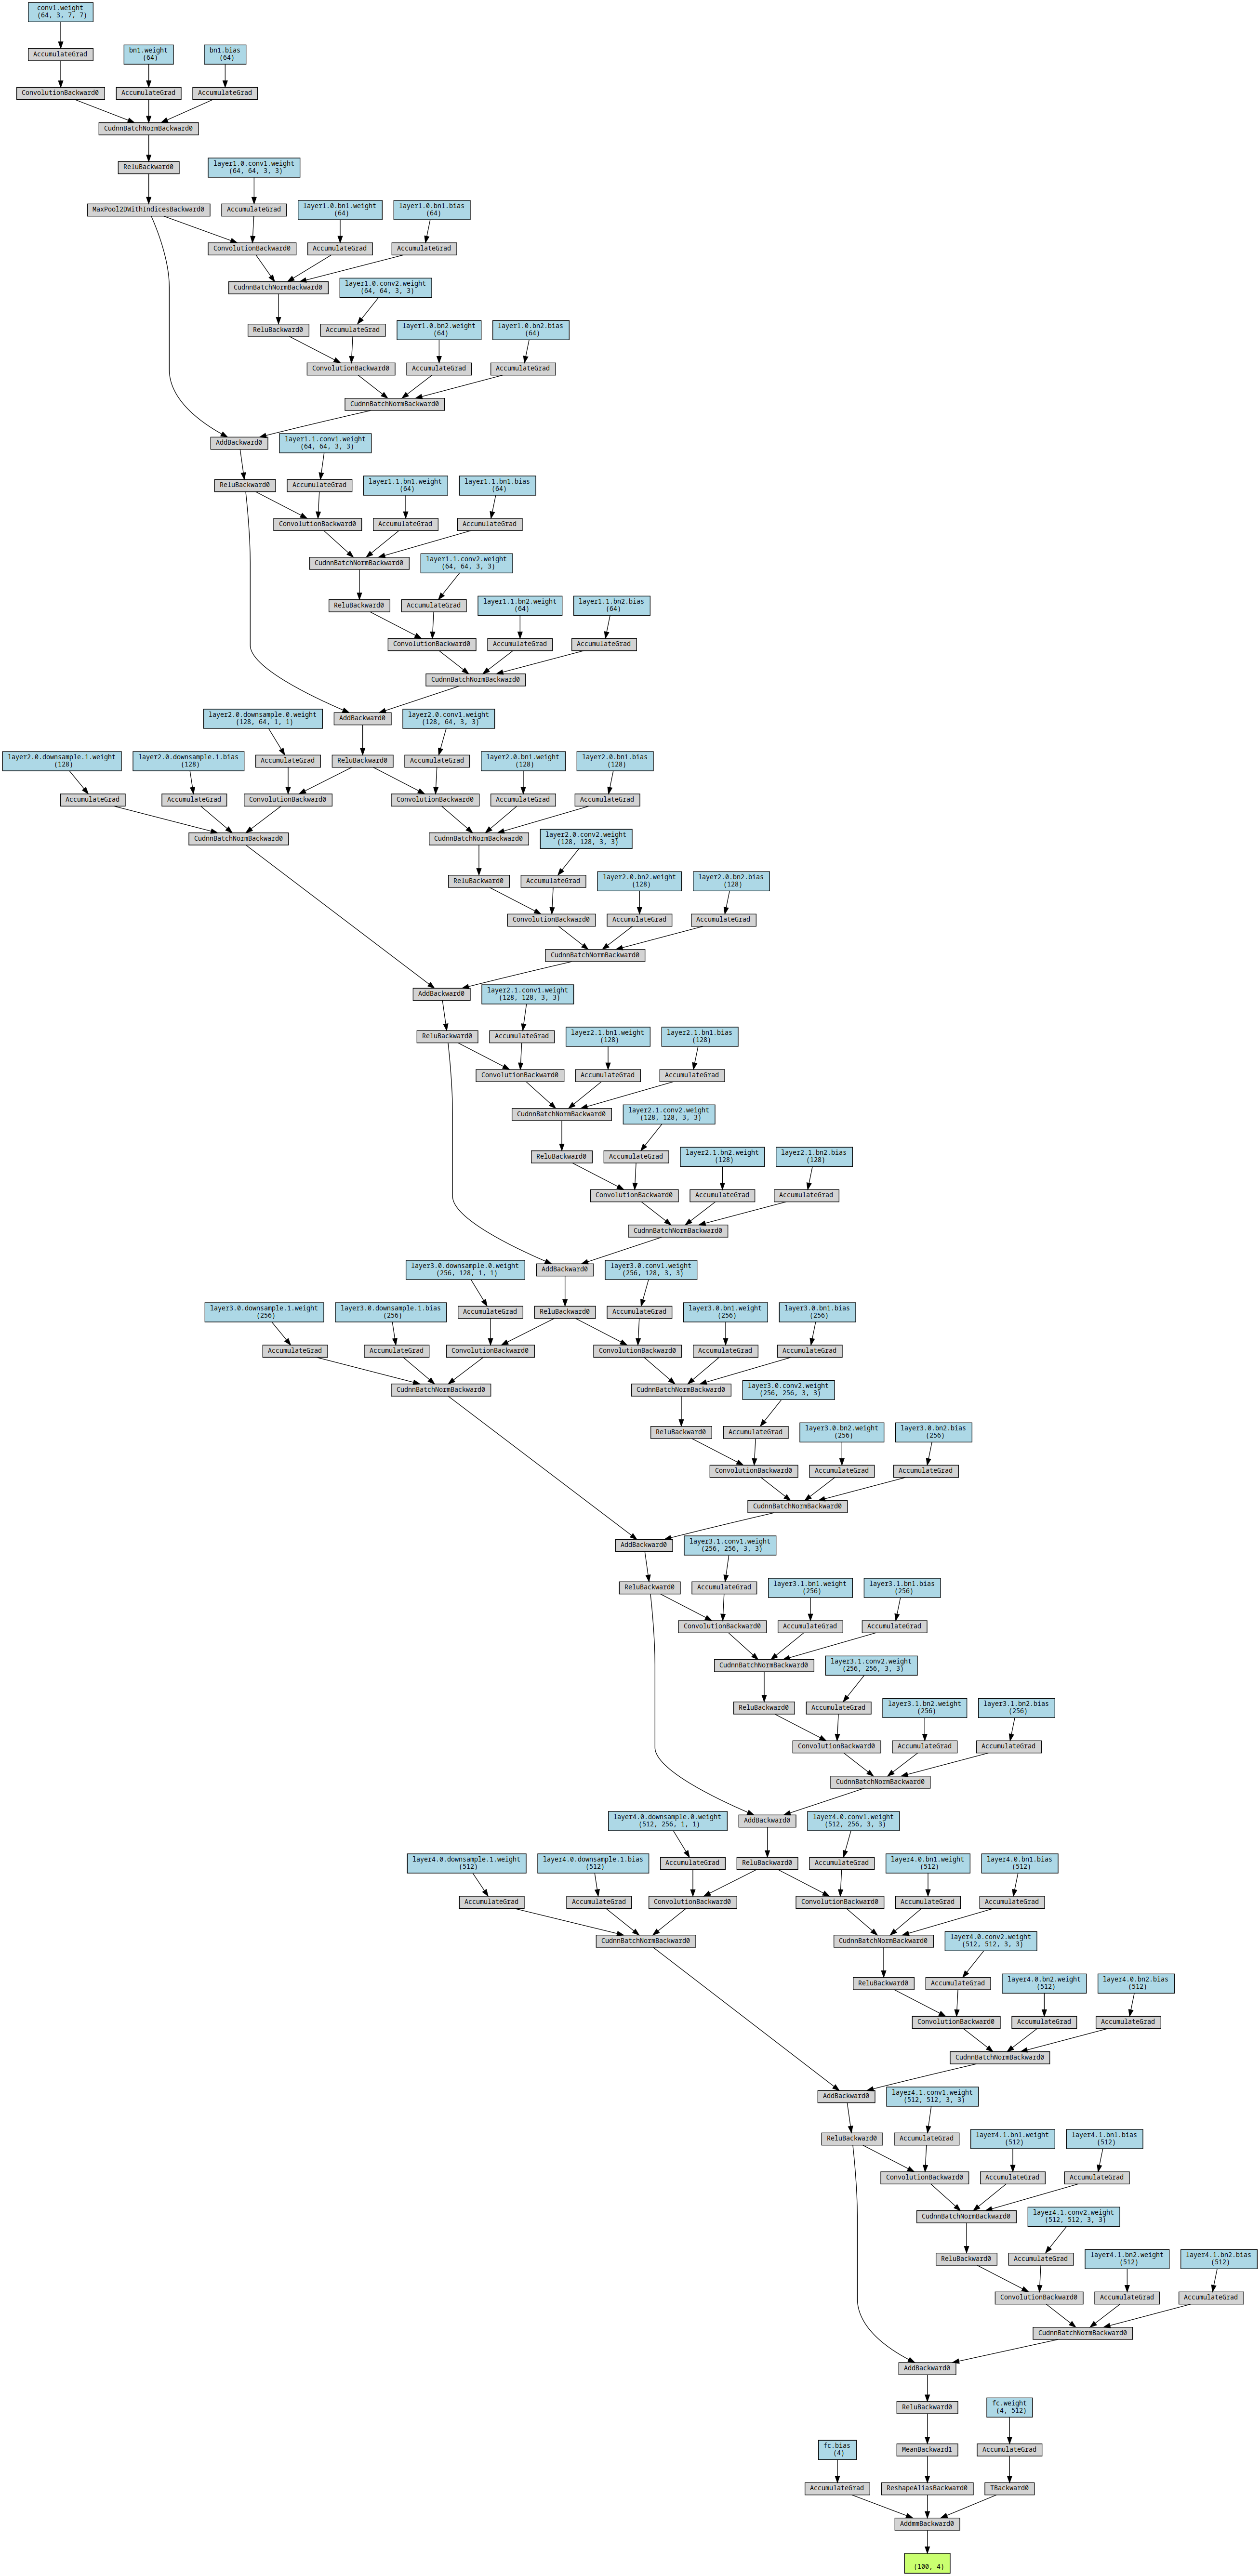 conv1.weight
(64, 3, 7, 7)
AccumulateGrad
bn1.weight
(64)
bn1.bias
(64)
ConvolutionBackward0
AccumulateGrad
AccumulateGrad
CudnnBatchNormBackward0
ReluBackward0
layer1.0.conv1.weight
(64, 64, 3, 3)
MaxPool2DWithIndicesBackward0
AccumulateGrad
layer1.0.bn1.weight
(64)
layer1.0.bn1.bias
(64)
ConvolutionBackward0
AccumulateGrad
AccumulateGrad
CudnnBatchNormBackward0
layer1.0.conv2.weight
(64, 64, 3, 3)
ReluBackward0
AccumulateGrad
layer1.0.bn2.weight
(64)
layer1.0.bn2.bias
(64)
ConvolutionBackward0
AccumulateGrad
AccumulateGrad
CudnnBatchNormBackward0
AddBackward0
layer1.1.conv1.weight
(64, 64, 3, 3)
ReluBackward0
AccumulateGrad
layer1.1.bn1.weight
(64)
layer1.1.bn1.bias
(64)
ConvolutionBackward0
AccumulateGrad
AccumulateGrad
CudnnBatchNormBackward0
layer1.1.conv2.weight
(64, 64, 3, 3)
ReluBackward0
AccumulateGrad
layer1.1.bn2.weight
(64)
layer1.1.bn2.bias
(64)
ConvolutionBackward0
AccumulateGrad
AccumulateGrad
CudnnBatchNormBackward0
layer2.0.downsample.0.weight
(128, 64, 1, 1)
AddBackward0
layer2.0.conv1.weight
(128, 64, 3, 3)
layer2.0.downsample.1.weight
(128)
layer2.0.downsample.1.bias
(128)
AccumulateGrad
ReluBackward0
AccumulateGrad
layer2.0.bn1.weight
(128)
layer2.0.bn1.bias
(128)
AccumulateGrad
AccumulateGrad
ConvolutionBackward0
ConvolutionBackward0
AccumulateGrad
AccumulateGrad
CudnnBatchNormBackward0
CudnnBatchNormBackward0
layer2.0.conv2.weight
(128, 128, 3, 3)
ReluBackward0
AccumulateGrad
layer2.0.bn2.weight
(128)
layer2.0.bn2.bias
(128)
ConvolutionBackward0
AccumulateGrad
AccumulateGrad
CudnnBatchNormBackward0
AddBackward0
layer2.1.conv1.weight
(128, 128, 3, 3)
ReluBackward0
AccumulateGrad
layer2.1.bn1.weight
(128)
layer2.1.bn1.bias
(128)
ConvolutionBackward0
AccumulateGrad
AccumulateGrad
CudnnBatchNormBackward0
layer2.1.conv2.weight
(128, 128, 3, 3)
ReluBackward0
AccumulateGrad
layer2.1.bn2.weight
(128)
layer2.1.bn2.bias
(128)
ConvolutionBackward0
AccumulateGrad
AccumulateGrad
CudnnBatchNormBackward0
layer3.0.downsample.0.weight
(256, 128, 1, 1)
AddBackward0
layer3.0.conv1.weight
(256, 128, 3, 3)
layer3.0.downsample.1.weight
(256)
layer3.0.downsample.1.bias
(256)
AccumulateGrad
ReluBackward0
AccumulateGrad
layer3.0.bn1.weight
(256)
layer3.0.bn1.bias
(256)
AccumulateGrad
AccumulateGrad
ConvolutionBackward0
ConvolutionBackward0
AccumulateGrad
AccumulateGrad
CudnnBatchNormBackward0
CudnnBatchNormBackward0
layer3.0.conv2.weight
(256, 256, 3, 3)
ReluBackward0
AccumulateGrad
layer3.0.bn2.weight
(256)
layer3.0.bn2.bias
(256)
ConvolutionBackward0
AccumulateGrad
AccumulateGrad
CudnnBatchNormBackward0
AddBackward0
layer3.1.conv1.weight
(256, 256, 3, 3)
ReluBackward0
AccumulateGrad
layer3.1.bn1.weight
(256)
layer3.1.bn1.bias
(256)
ConvolutionBackward0
AccumulateGrad
AccumulateGrad
CudnnBatchNormBackward0
layer3.1.conv2.weight
(256, 256, 3, 3)
ReluBackward0
AccumulateGrad
layer3.1.bn2.weight
(256)
layer3.1.bn2.bias
(256)
ConvolutionBackward0
AccumulateGrad
AccumulateGrad
CudnnBatchNormBackward0
layer4.0.downsample.0.weight
(512, 256, 1, 1)
AddBackward0
layer4.0.conv1.weight
(512, 256, 3, 3)
layer4.0.downsample.1.weight
(512)
layer4.0.downsample.1.bias
(512)
AccumulateGrad
ReluBackward0
AccumulateGrad
layer4.0.bn1.weight
(512)
layer4.0.bn1.bias
(512)
AccumulateGrad
AccumulateGrad
ConvolutionBackward0
ConvolutionBackward0
AccumulateGrad
AccumulateGrad
CudnnBatchNormBackward0
CudnnBatchNormBackward0
layer4.0.conv2.weight
(512, 512, 3, 3)
ReluBackward0
AccumulateGrad
layer4.0.bn2.weight
(512)
layer4.0.bn2.bias
(512)
ConvolutionBackward0
AccumulateGrad
AccumulateGrad
CudnnBatchNormBackward0
AddBackward0
layer4.1.conv1.weight
(512, 512, 3, 3)
ReluBackward0
AccumulateGrad
layer4.1.bn1.weight
(512)
layer4.1.bn1.bias
(512)
ConvolutionBackward0
AccumulateGrad
AccumulateGrad
CudnnBatchNormBackward0
layer4.1.conv2.weight
(512, 512, 3, 3)
ReluBackward0
AccumulateGrad
layer4.1.bn2.weight
(512)
layer4.1.bn2.bias
(512)
ConvolutionBackward0
AccumulateGrad
AccumulateGrad
CudnnBatchNormBackward0
AddBackward0
ReluBackward0
fc.weight
(4, 512)
fc.bias
(4)
MeanBackward1
AccumulateGrad
AccumulateGrad
ReshapeAliasBackward0
TBackward0
AddmmBackward0
(100, 4)